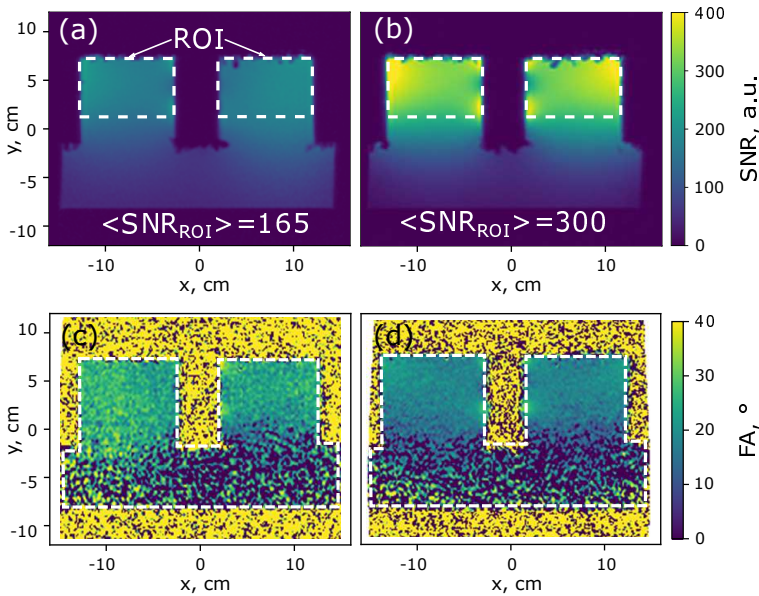 (a)
ROI
(b)
10
5
0
-5
-10
y, cm
<SNR_ROI>=165
<SNR_ROI>=300
-10
0
10
x, cm
-10
0
10
x, cm
400
300
200
100
0
SNR, a.u.
(c)
(d)
10
5
0
-5
-10
y, cm
-10
0
10
x, cm
-10
0
10
x, cm
40
30
20
10
0
FA, °